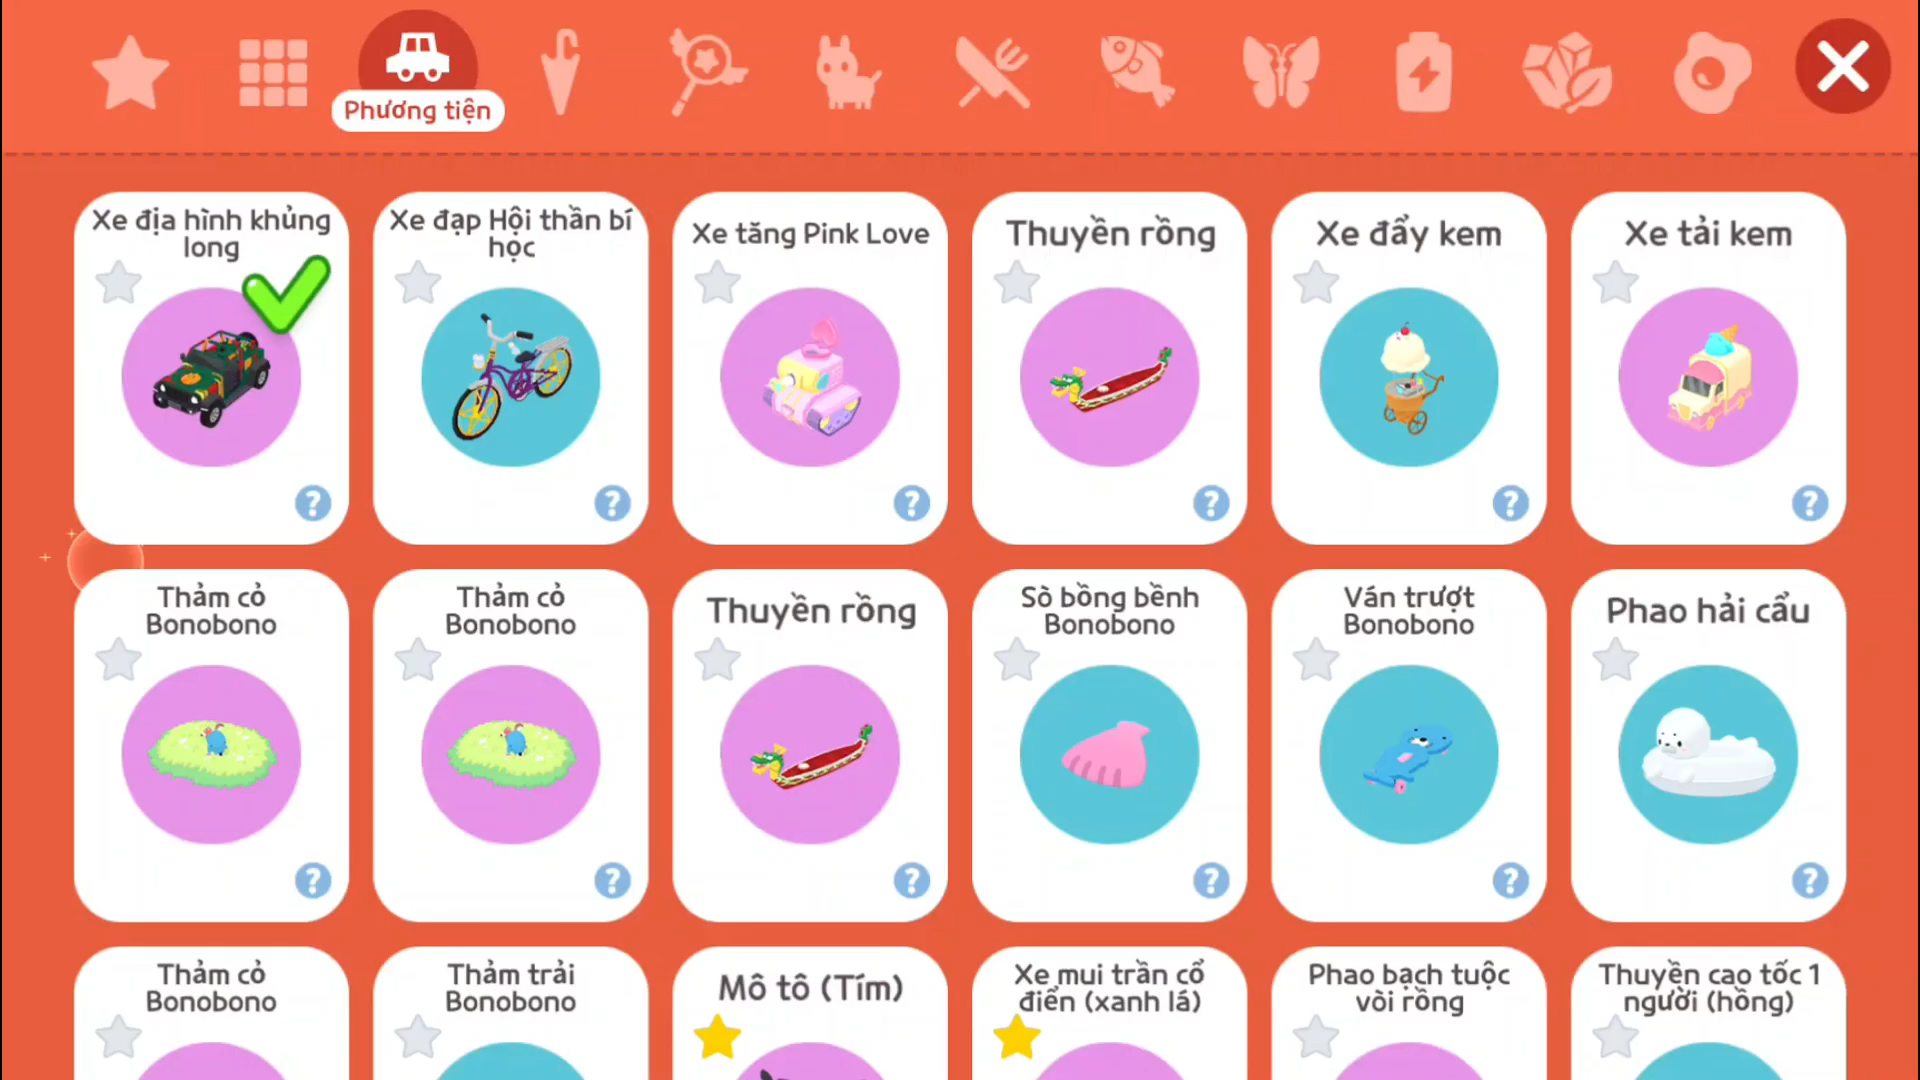 Phương tiện
Xe địa hình khủng
long
Xe đạp Hội thần bí
học
Xe tăng Pink Love
Thuyền rồng
Xe đẩy kem
Xe tải kem
?
?
?
?
?
?
Thảm cỏ
Bonobono
Thảm cỏ
Bonobono
Thuyền rồng
Sò bồng bềnh
Bonobono
Ván trượt
Bonobono
Phao hải cẩu
?
?
?
?
?
?
Thảm cỏ
Bonobono
Thảm trải
Bonobono
Mô tô (Tím)
Xe mui trần cổ
điển (xanh lá)
Phao bạch tuộc
vòi rồng
Thuyền cao tốc 1
người (hồng)